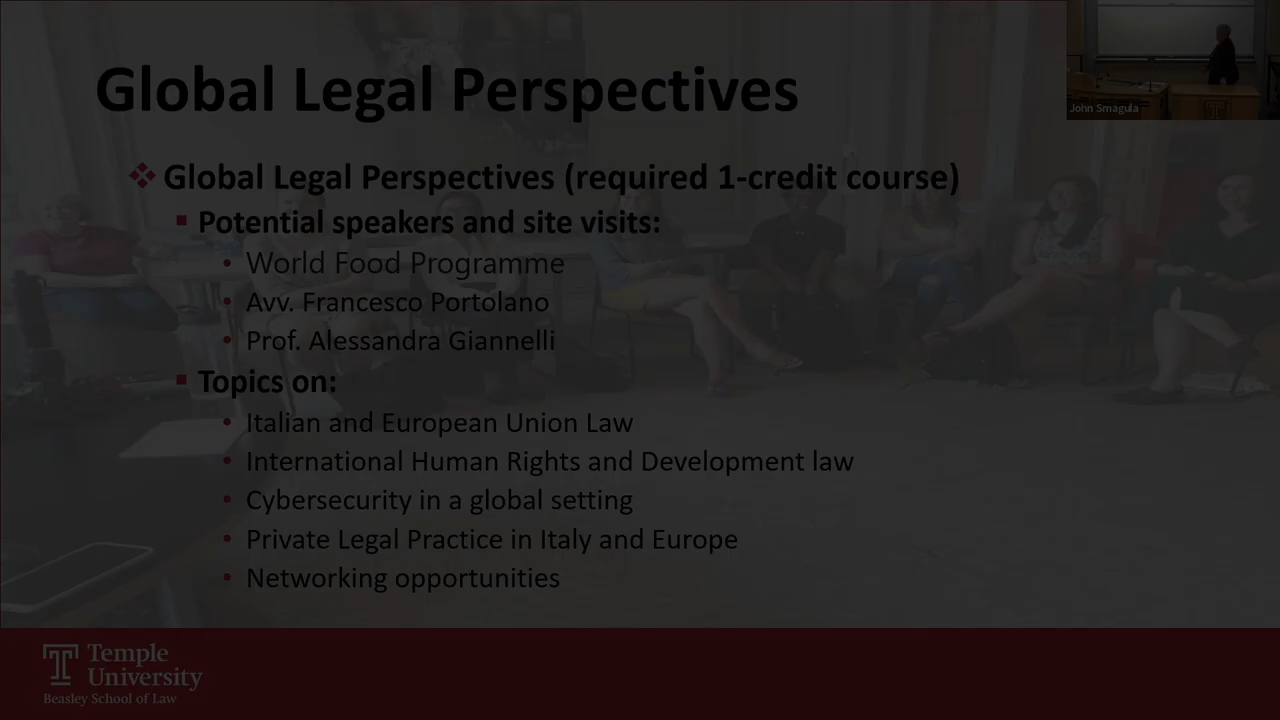 Global Legal Perspectives
John Smagula
Global Legal Perspectives (required 1-credit course)
Potential speakers and site visits:
World Food Programme
Avv. Francesco Portolano
Prof. Alessandra Giannelli
Topics on:
Italian and European Union Law
International Human Rights and Development law
Cybersecurity in a global setting
Private Legal Practice in Italy and Europe
Networking opportunities
Temple
University
Beasley School of Law